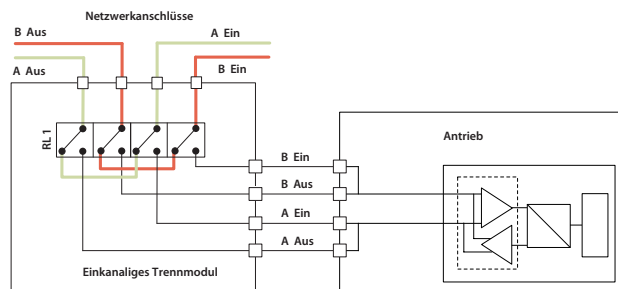 Netzwerkanschlüsse
B Aus
A Ein
A Aus
B Ein
RL 1
Antrieb
B Ein
B Aus
A Ein
A Aus
Einkanaliges Trennmodul